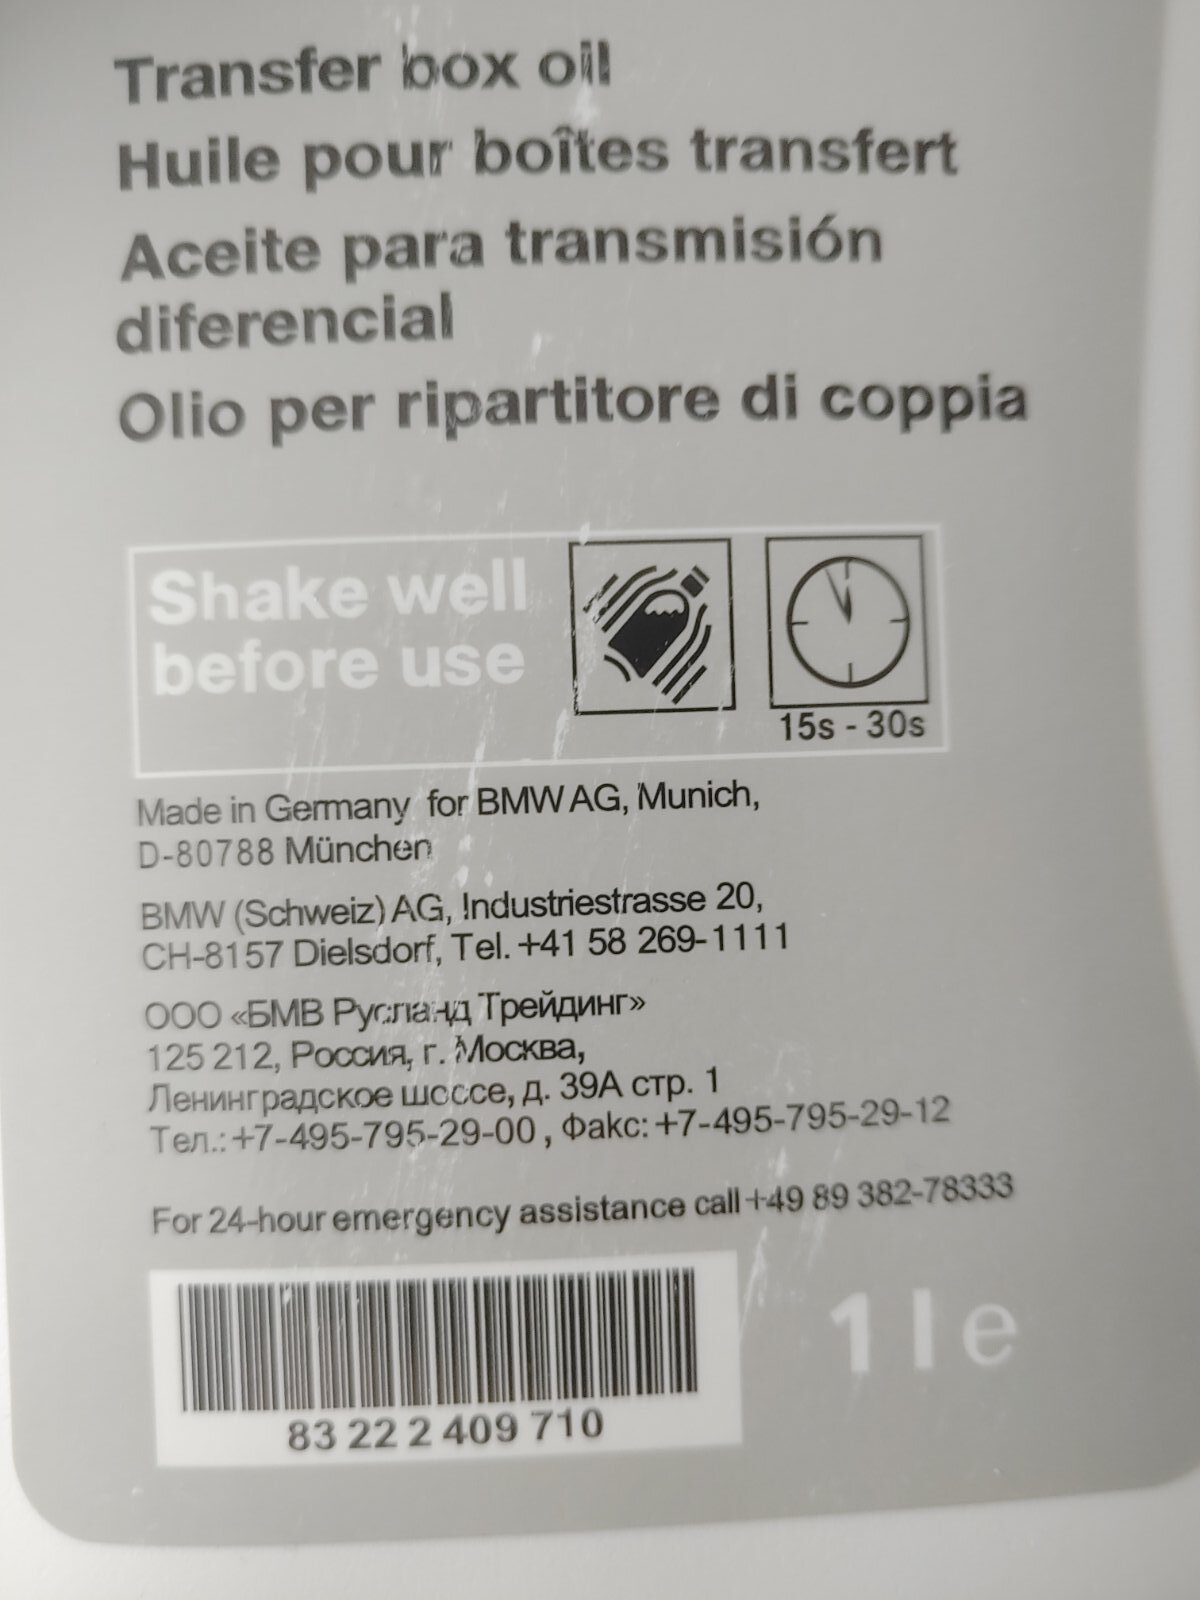 Transfer box oil
Huile pour boîtes transfert
Aceite para transmisión
diferencial
Olio per ripartitore di coppia
Shake well
before use
15s - 30s
Made in Germany for BMW AG, Munich,
D-80788 München
BMW (Schweiz) AG, Industriestrasse 20,
CH-8157 Dielsdorf, Tel. +41 58 269-1111
ООО «БМВ Русланд Трейдинг»
125 212, Россия, г. Москва,
Ленинградское шоссе, д. 39А стр. 1
Тел.: +7-495-795-29-00 , Факс: +7-495-795-29-12
For 24-hour emergency assistance call +49 89 382-78333
83 22 2 409 710
1 l e